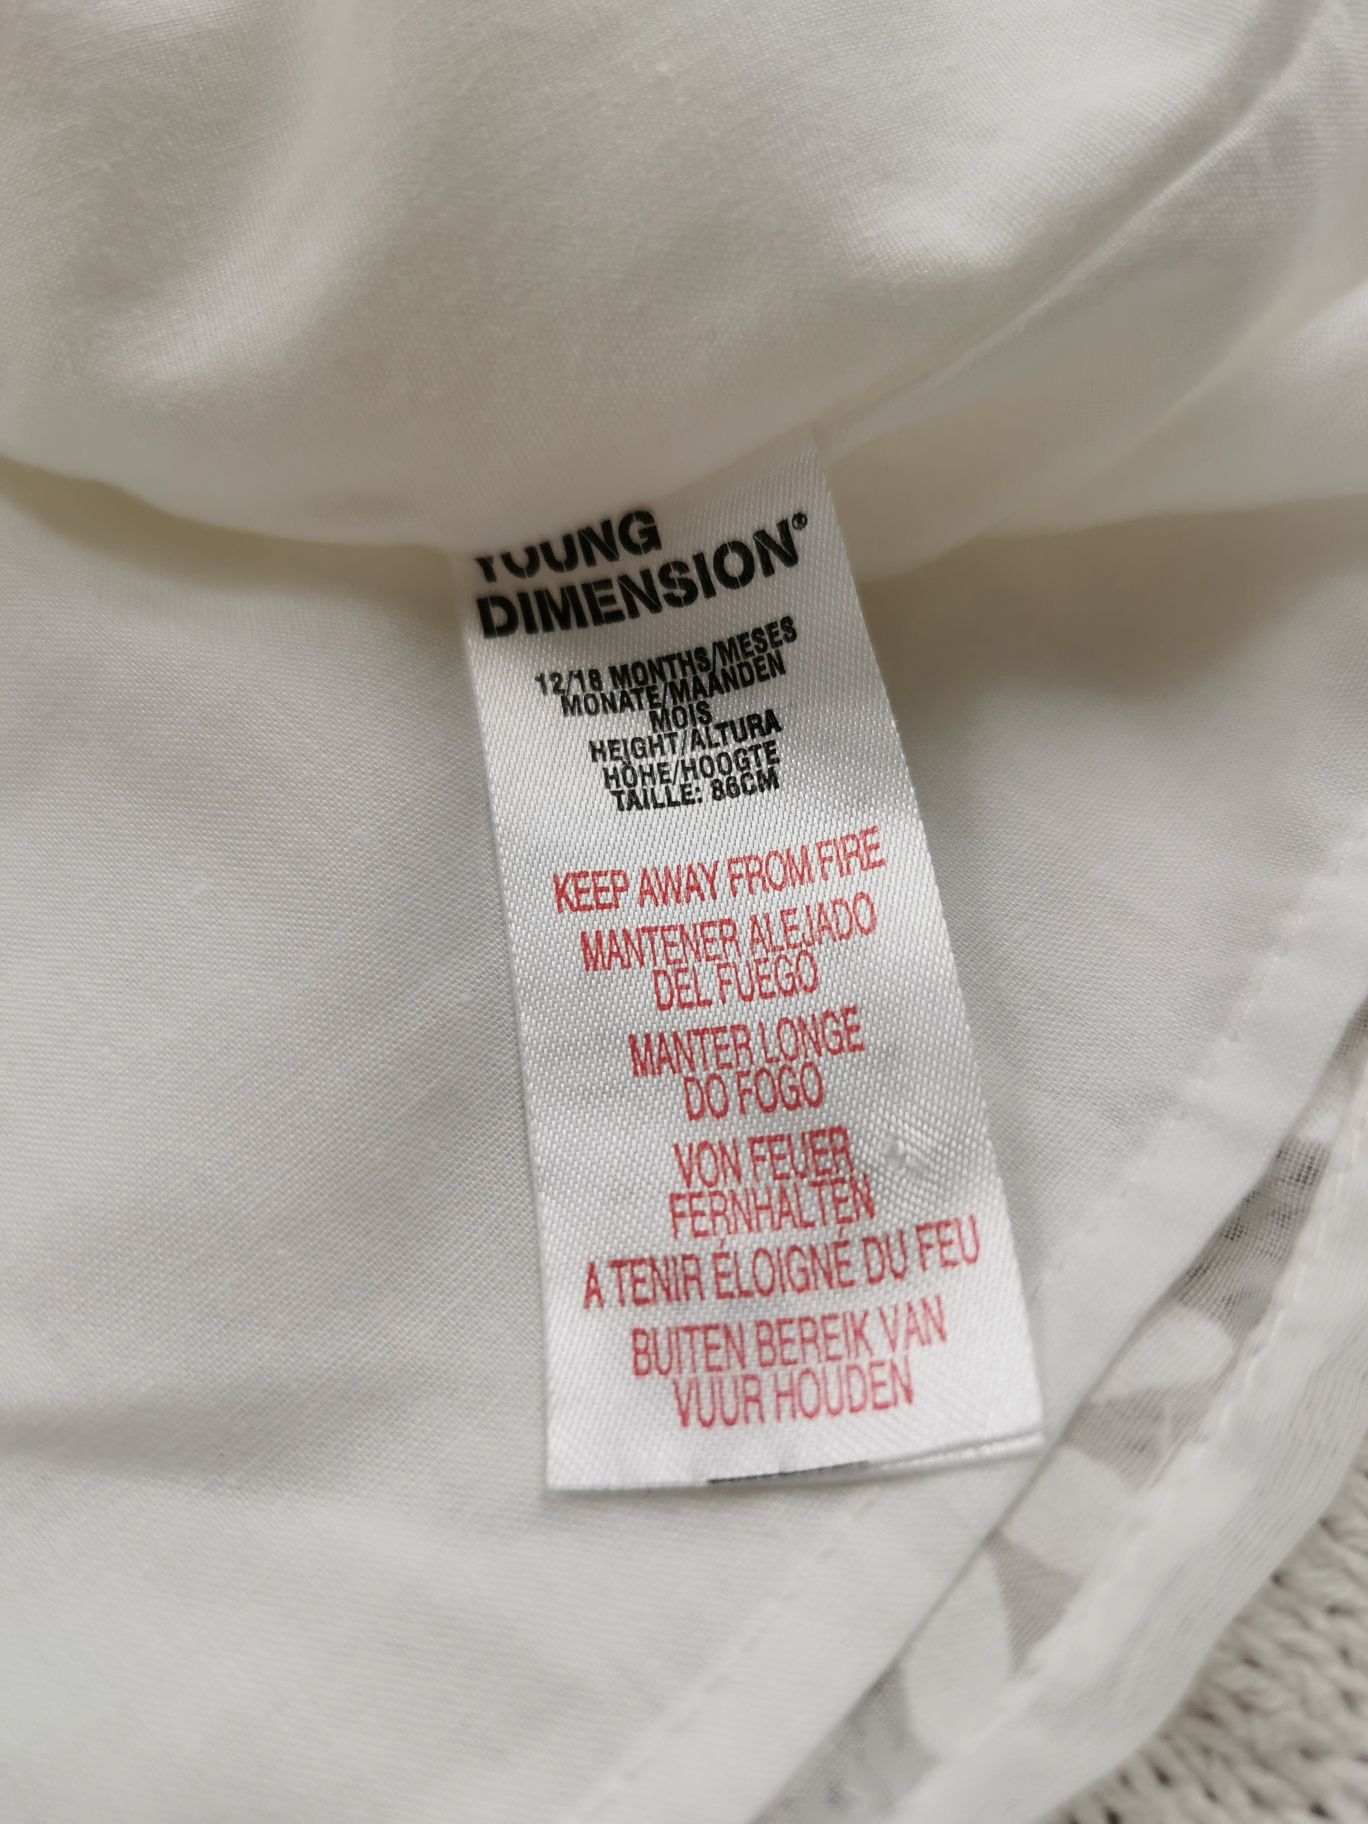 YOUNG
DIMENSION®
12/18 MONTHS/MESES
MONATE/MAANDEN
MOIS
HEIGHT/ALTURA
HÖHE/HOOGTE
TAILLE: 86CM
KEEP AWAY FROM FIRE
MANTENER ALEJADO
DEL FUEGO
MANTER LONGE
DO FOGO
VON FEUER
FERNHALTEN
A TENIR ÉLOIGNÉ DU FEU
BUITEN BEREIK VAN
VUUR HOUDEN